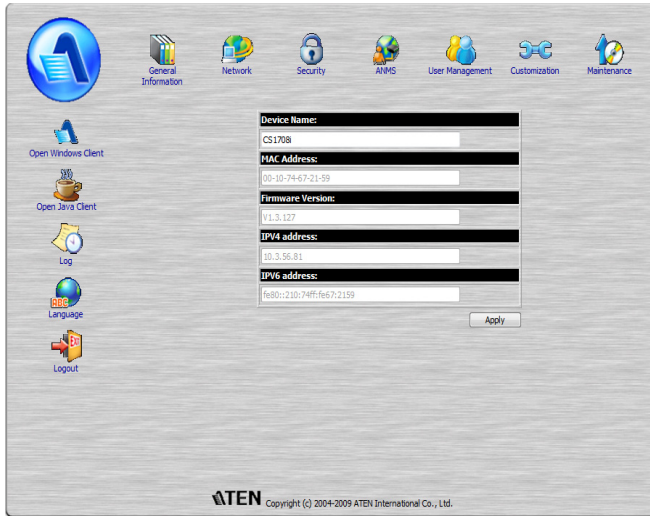 General
Information
Network
Security
ANMS
User Management
Customization
Maintenance
Open Windows Client
Open Java Client
Log
ABC
Language
EXIT
Logout
Device Name:
CS1708i
MAC Address:
00-10-74-67-21-59
Firmware Version:
V1.3.127
IPV4 address:
10.3.56.81
IPV6 address:
fe80::210:74ff:fe67:2159
Apply
ATEN Copyright (c) 2004-2009 ATEN International Co., Ltd.